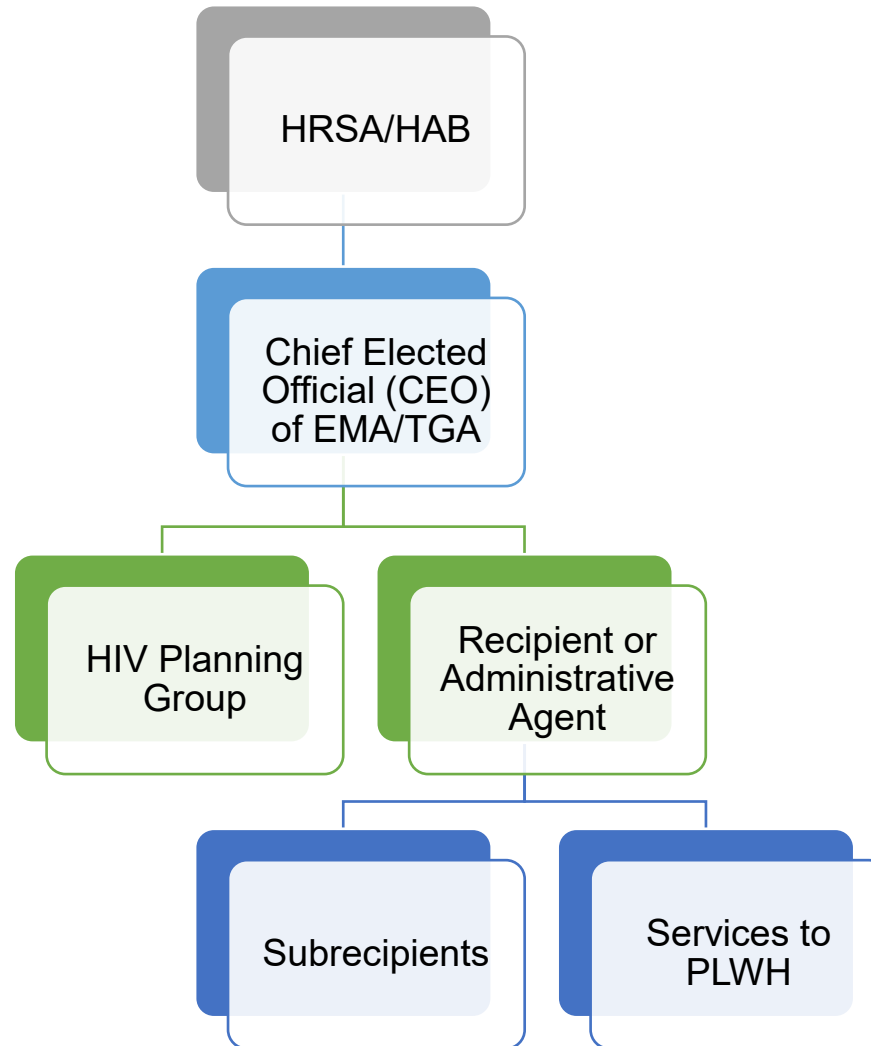 HRSA/HAB
Chief Elected
Official (CEO)
of EMA/TGA
HIV Planning
Group
Recipient or
Administrative
Agent
Subrecipients
Services to
PLWH